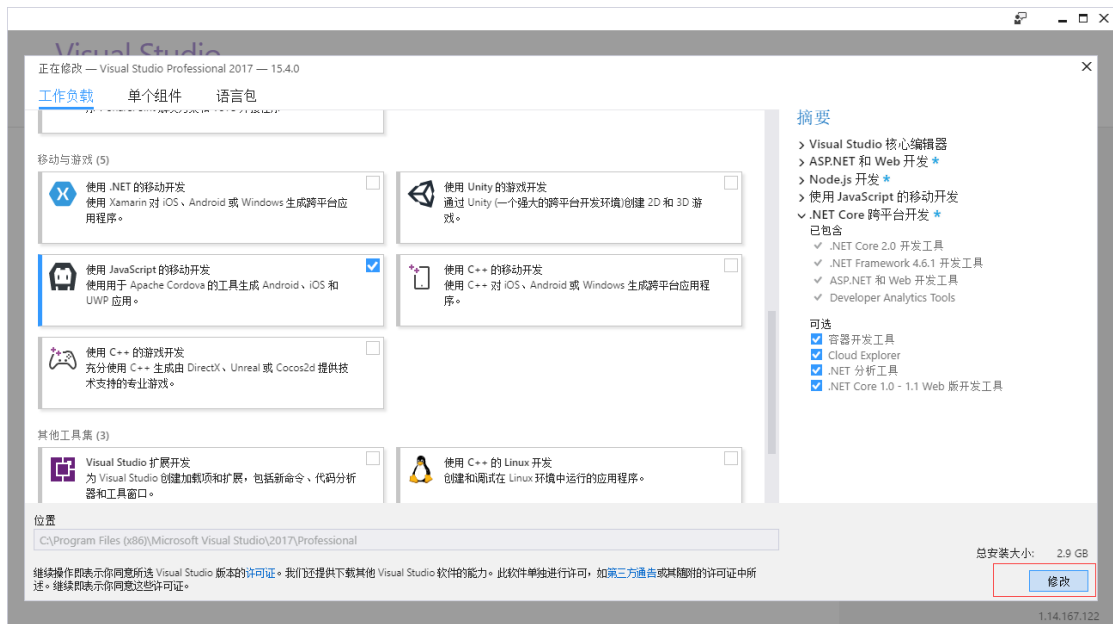 Visual Studio
正在修改 — Visual Studio Professional 2017 — 15.4.0
工作负载 单个组件 语言包
移动与游戏 (5)
使用 .NET 的移动开发
使用 Xamarin 对 iOS、Android 或 Windows 生成跨平台应
用程序。
使用 Unity 的游戏开发
通过 Unity (一个强大的跨平台开发环境)创建 2D 和 3D 游
戏。
使用 JavaScript 的移动开发
使用用于 Apache Cordova 的工具生成 Android、iOS 和
UWP 应用。
使用 C++ 的移动开发
使用 C++ 对 iOS、Android 或 Windows 生成跨平台应用程
序。
使用 C++ 的游戏开发
充分使用 C++ 生成由 DirectX、Unreal 或 Cocos2d 提供技
术支持的专业游戏。
其他工具集 (3)
Visual Studio 扩展开发
为 Visual Studio 创建加载项和扩展，包括新命令、代码分析
器和工具窗口。
使用 C++ 的 Linux 开发
创建和调试在 Linux 环境中运行的应用程序。
摘要
Visual Studio 核心编辑器
ASP.NET 和 Web 开发 *
Node.js 开发 *
使用 JavaScript 的移动开发
.NET Core 跨平台开发 *
已包含
.NET Core 2.0 开发工具
.NET Framework 4.6.1 开发工具
ASP.NET 和 Web 开发工具
Developer Analytics Tools
可选
容器开发工具
Cloud Explorer
.NET 分析工具
.NET Core 1.0 - 1.1 Web 版开发工具
位置
C:\Program Files (x86)\Microsoft Visual Studio\2017\Professional
继续操作即表示你同意所选 Visual Studio 版本的许可证。我们还提供下载其他 Visual Studio 软件的能力。此软件单独进行许可，如第三方通告或其随附的许可证中所
述。继续即表示你同意这些许可证。
总安装大小: 2.9 GB
修改
1.14.167.122